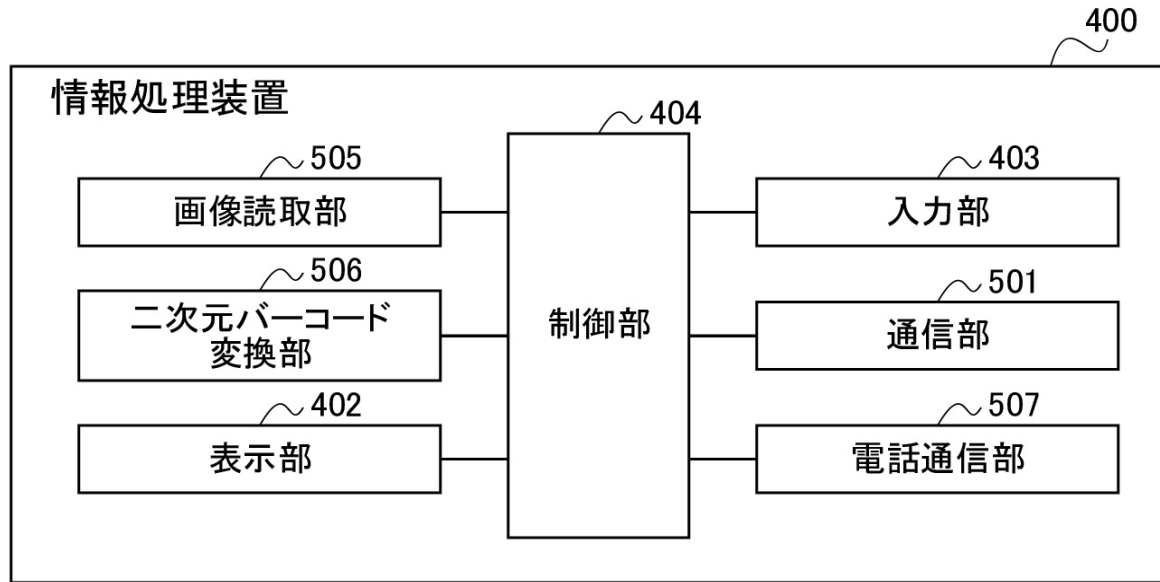 400
情報処理装置
404
505
403
画像読取部
入力部
506
501
二次元バーコード
変換部
制御部
通信部
402
507
表示部
電話通信部